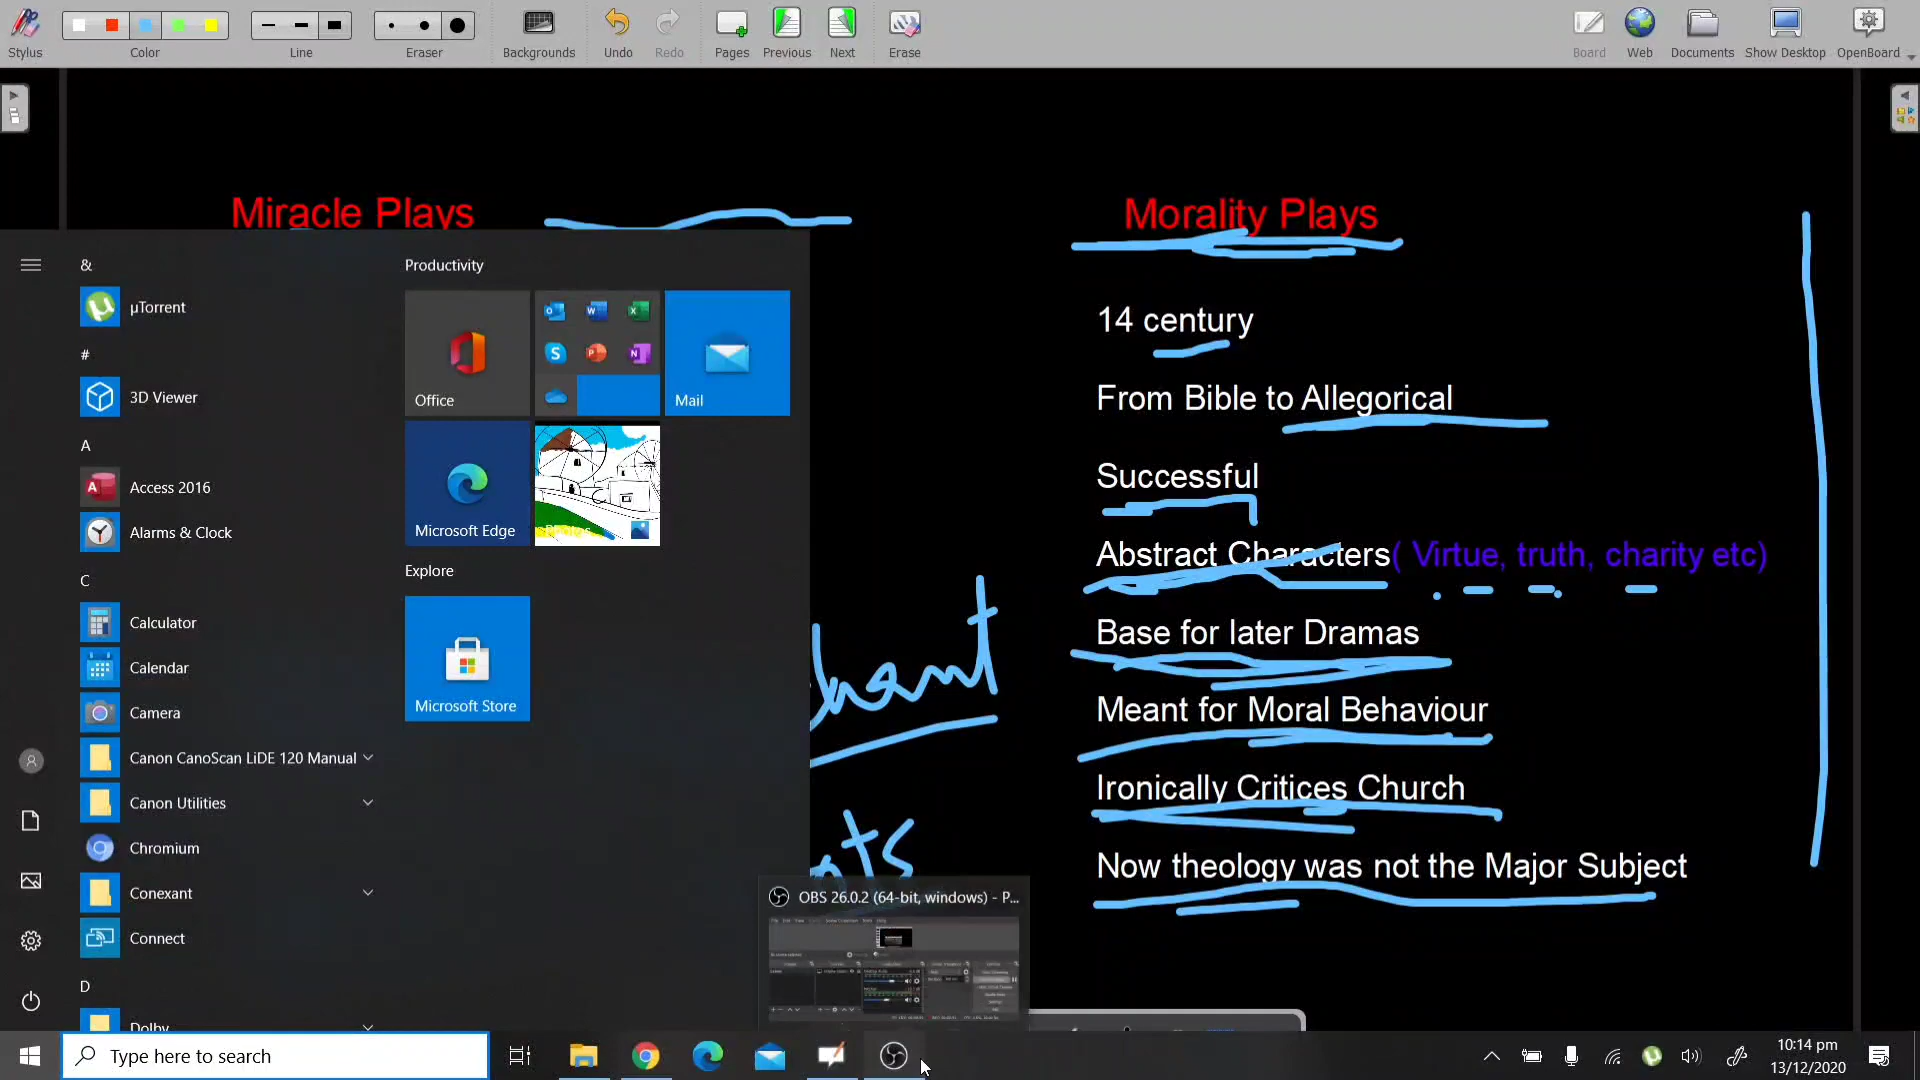 Stylus
Color
Line
Eraser
Backgrounds
Undo
Redo
Pages
Previous
Next
Erase
Board
Web
Documents
Show Desktop
OpenBoard
Miracle Plays
Morality Plays
14 century
From Bible to Allegorical
Successful
Abstract Characters( Virtue, truth, charity etc)
Base for later Dramas
Meant for Moral Behaviour
Ironically Critices Church
Now theology was not the Major Subject
&
µTorrent
#
3D Viewer
A
Access 2016
Alarms & Clock
C
Calculator
Calendar
Camera
Canon CanoScan LiDE 120 Manual
Canon Utilities
Chromium
Conexant
Connect
D
Dolby
Productivity
Office
Mail
Microsoft Edge
Photos
Explore
Microsoft Store
OBS 26.0.2 (64-bit, windows) - P...
Type here to search
10:14 pm
13/12/2020